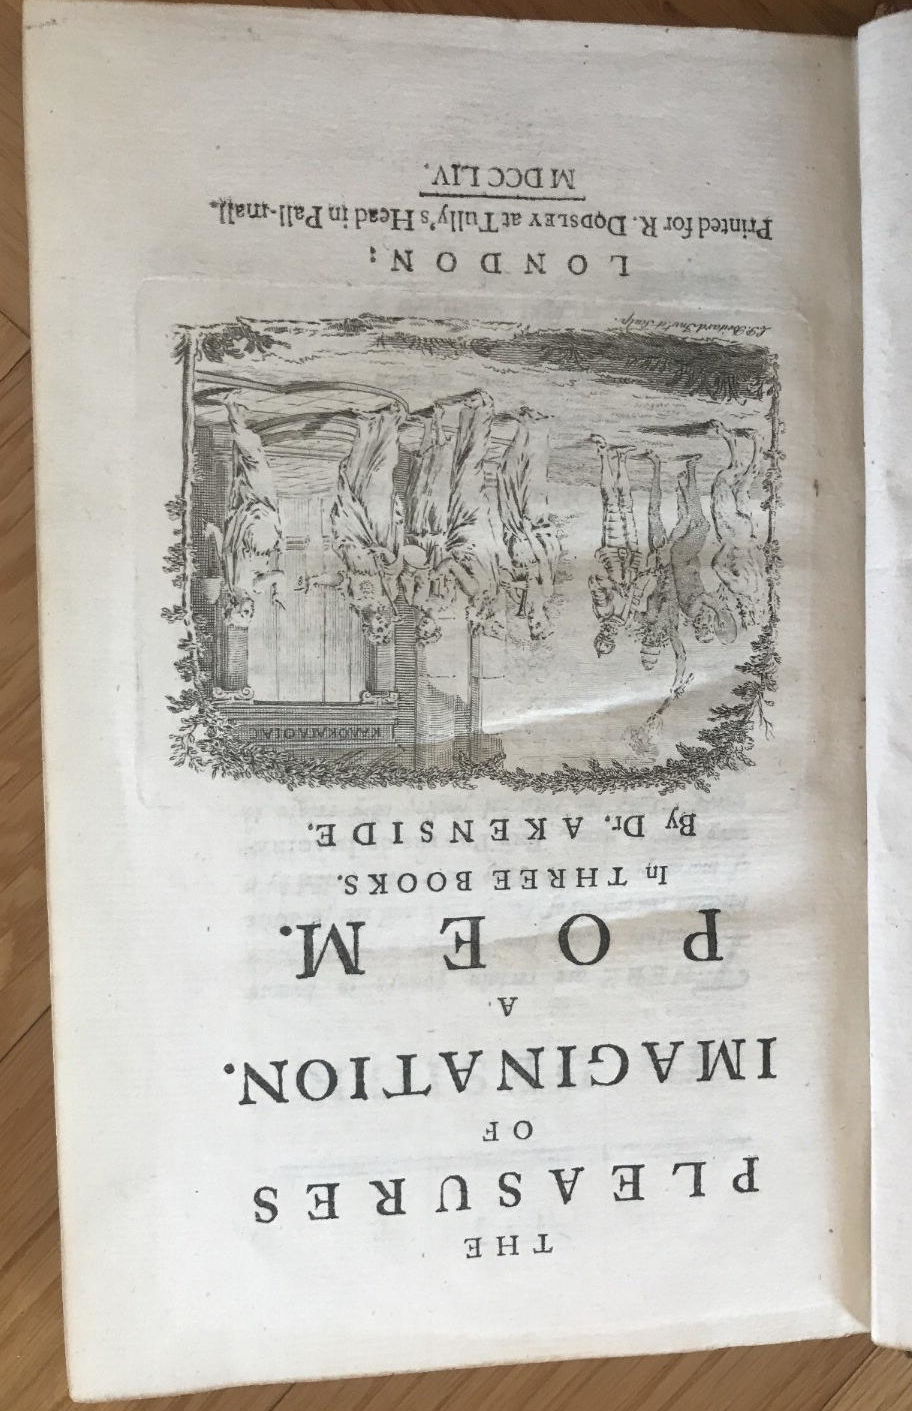 THE
PLEASURES
OF
IMAGINATION.
A
POEM.
In THREE BOOKS.
By Dr. AKENSIDE.
ΚΑΛΟΚΑΓΑΘΙΑΣ
LONDON:
Printed for R. DODSLEY at Tully's Head in Pall-mall.
MDCCLIV.